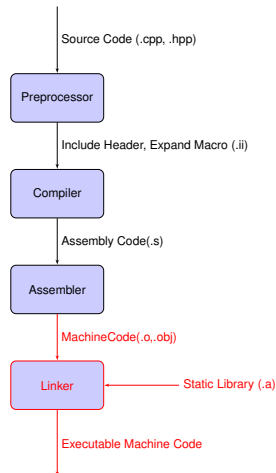 Source Code (.cpp, .hpp)
Preprocessor
Include Header, Expand Macro (.ii)
Compiler
Assembly Code(.s)
Assembler
MachineCode(.o,.obj)
Linker
Static Library (.a)
Executable Machine Code